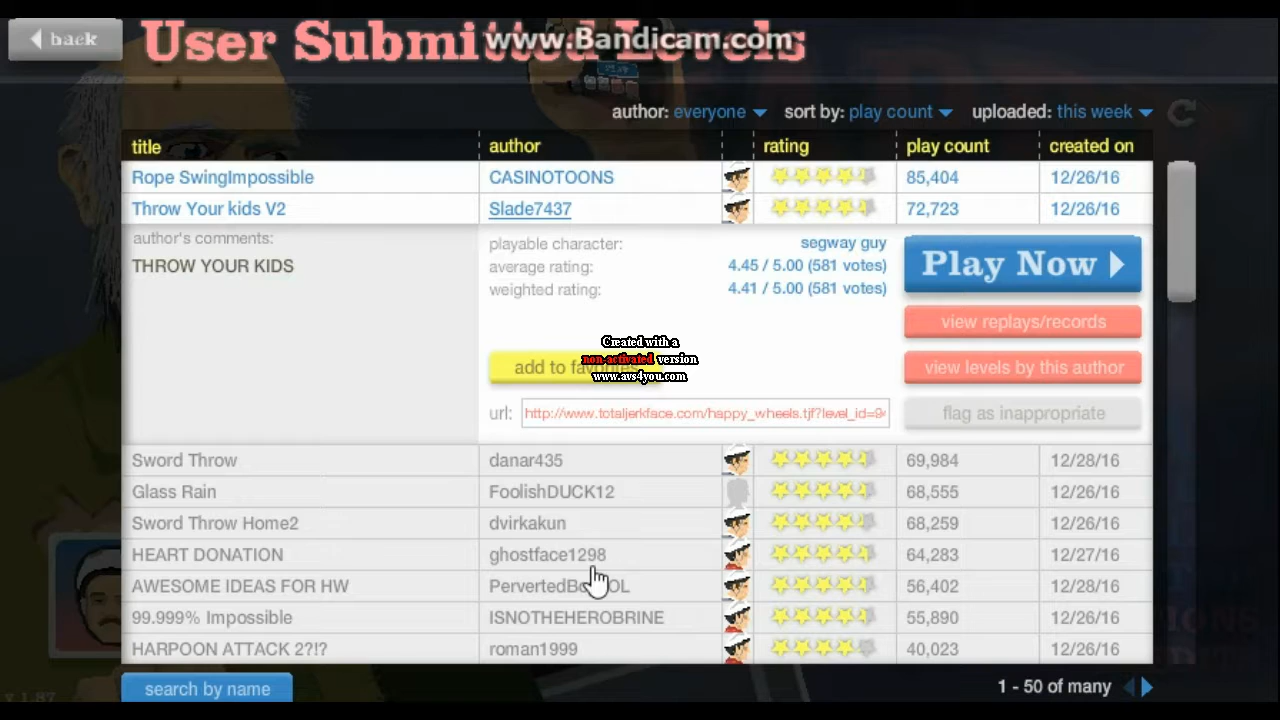 back
User Submitted Levels
www.Bandicam.com
author: everyone sort by: play count uploaded: this week
title author rating play count created on
Rope SwingImpossible CASINOTOONS 85,404 12/26/16
Throw Your kids V2 Slade7437 72,723 12/26/16
author's comments:
THROW YOUR KIDS
playable character: segway guy
average rating: 4.45 / 5.00 (581 votes)
weighted rating: 4.41 / 5.00 (581 votes)
Play Now
view replays/records
Created with a
non-activated version
www.avs4you.com
add to favorites
view levels by this author
url: http://www.totaljerkface.com/happy_wheels.tjf?level_id=9
flag as inappropriate
Sword Throw danar435 69,984 12/28/16
Glass Rain FoolishDUCK12 68,555 12/26/16
Sword Throw Home2 dvirkakun 68,259 12/26/16
HEART DONATION ghostface1298 64,283 12/27/16
AWESOME IDEAS FOR HW 56,402 12/28/16
99.999% Impossible ISNOTHEHEROBRINE 55,890 12/26/16
HARPOON ATTACK 2?!? roman1999 40,023 12/26/16
search by name
1 - 50 of many
v 1.87